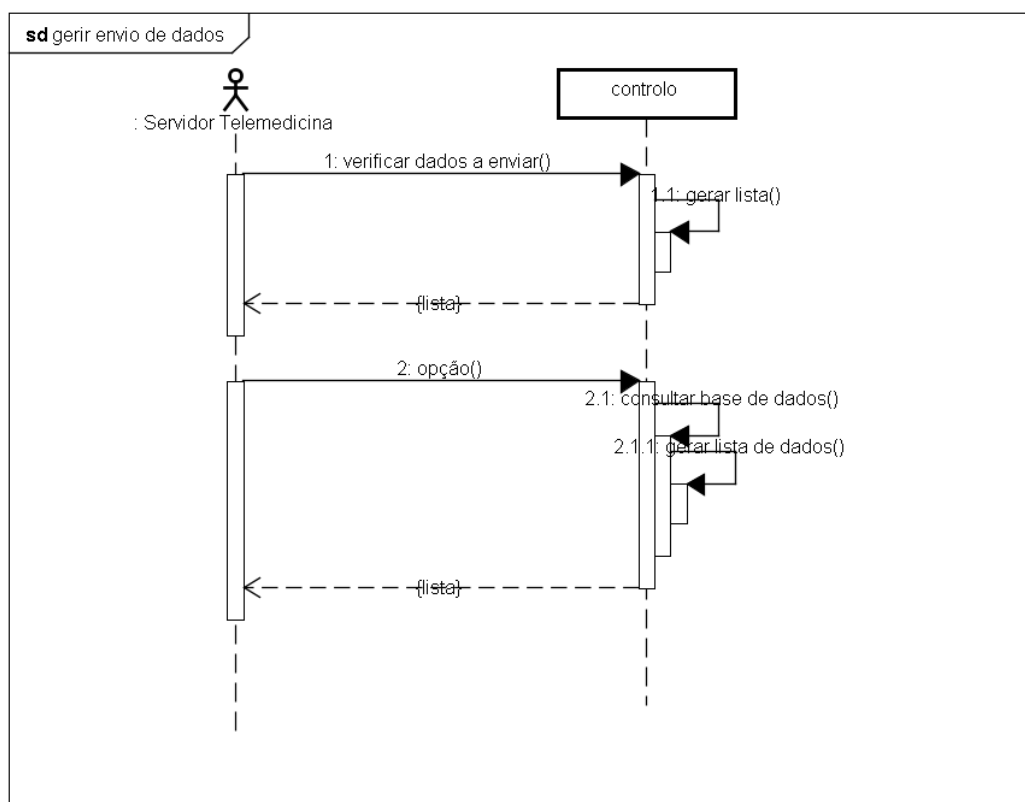 sd gerir envio de dados
controlo
: Servidor Telemedicina
1: verificar dados a enviar()
1.1: gerar lista()
{lista}
2: opção()
2.1: consultar base de dados()
2.1.1: gerar lista de dados()
{lista}